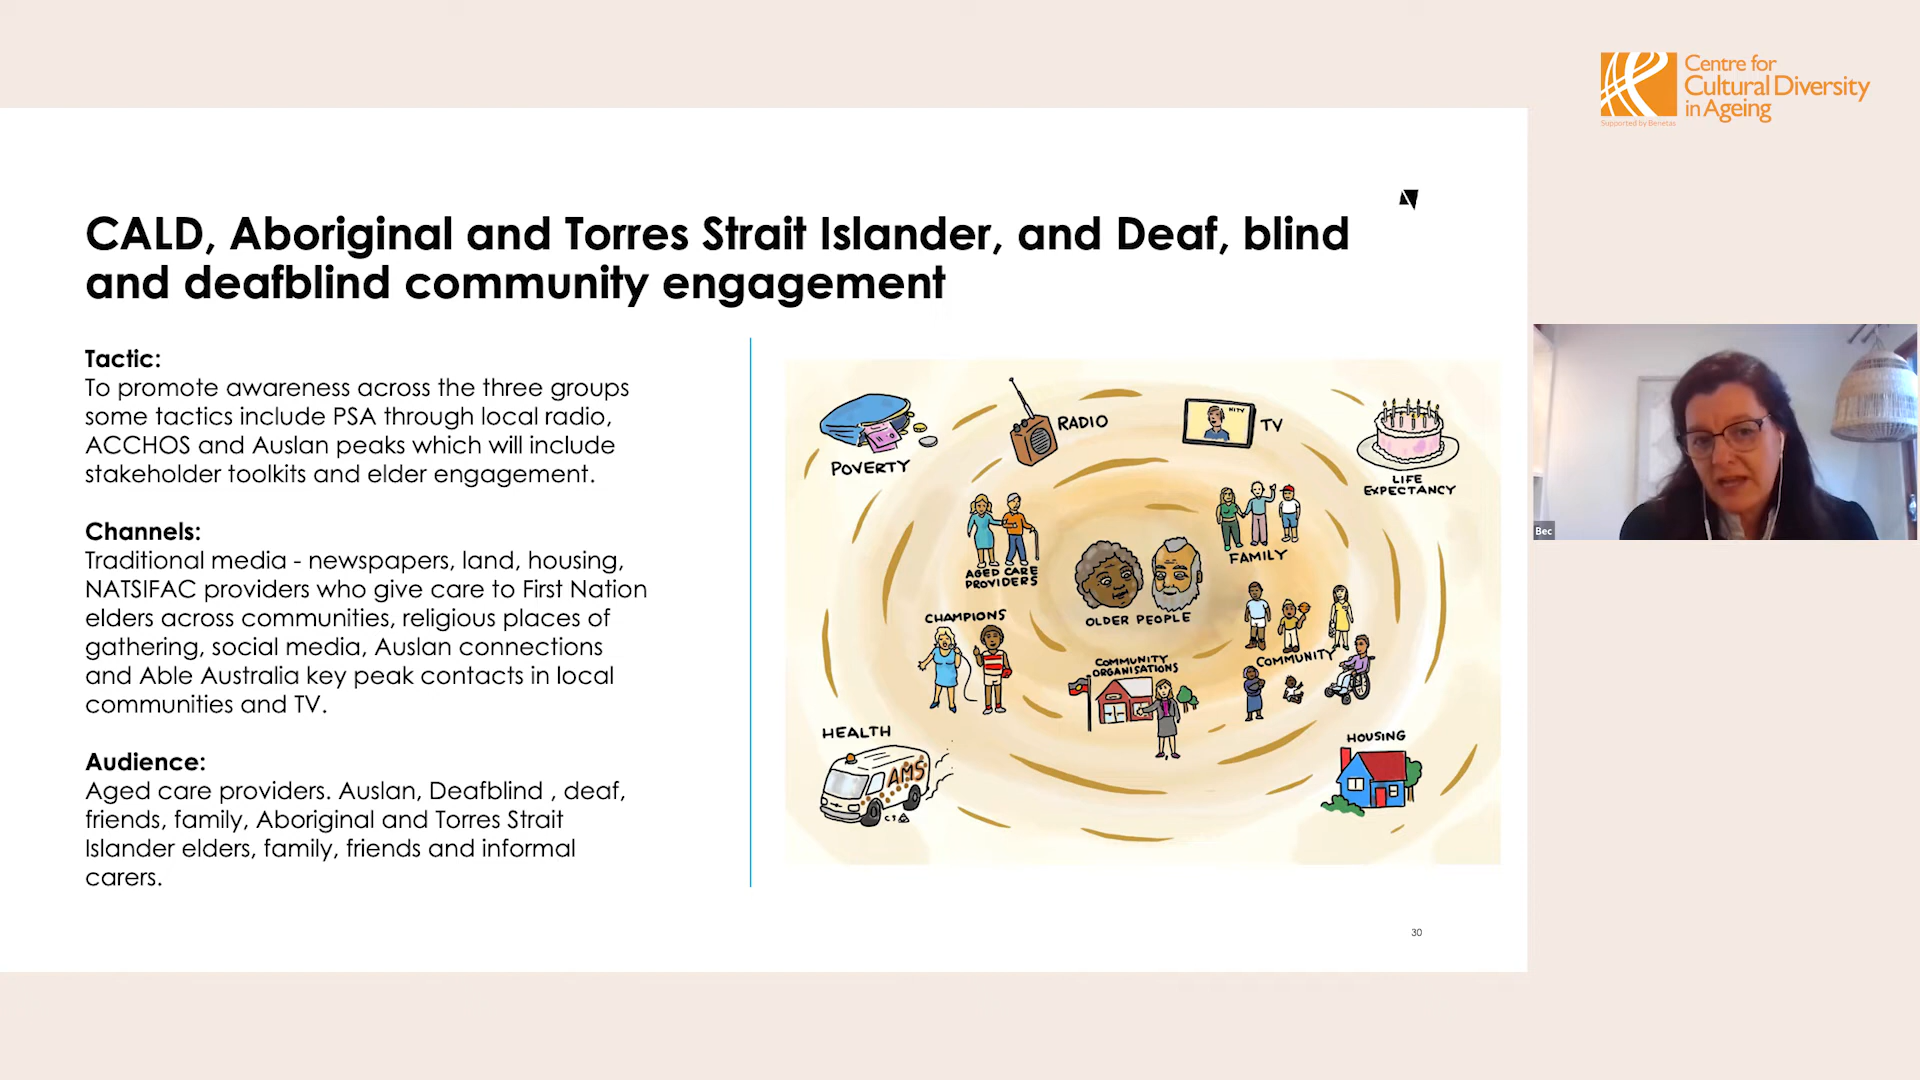 Centre for
Cultural Diversity
in Ageing
Supported by Benetas
CALD, Aboriginal and Torres Strait Islander, and Deaf, blind
and deafblind community engagement
Tactic:
To promote awareness across the three groups
some tactics include PSA through local radio,
ACCHOS and Auslan peaks which will include
stakeholder toolkits and elder engagement.
Channels:
Traditional media - newspapers, land, housing,
NATSIFAC providers who give care to First Nation
elders across communities, religious places of
gathering, social media, Auslan connections
and Able Australia key peak contacts in local
communities and TV.
Audience:
Aged care providers. Auslan, Deafblind , deaf,
friends, family, Aboriginal and Torres Strait
Islander elders, family, friends and informal
carers.
POVERTY
RADIO
NITV
TV
LIFE
EXPECTANCY
AGED CARE
PROVIDERS
FAMILY
OLDER PEOPLE
CHAMPIONS
COMMUNITY
ORGANISATIONS
COMMUNITY
HEALTH
AMS
HOUSING
30
Bec